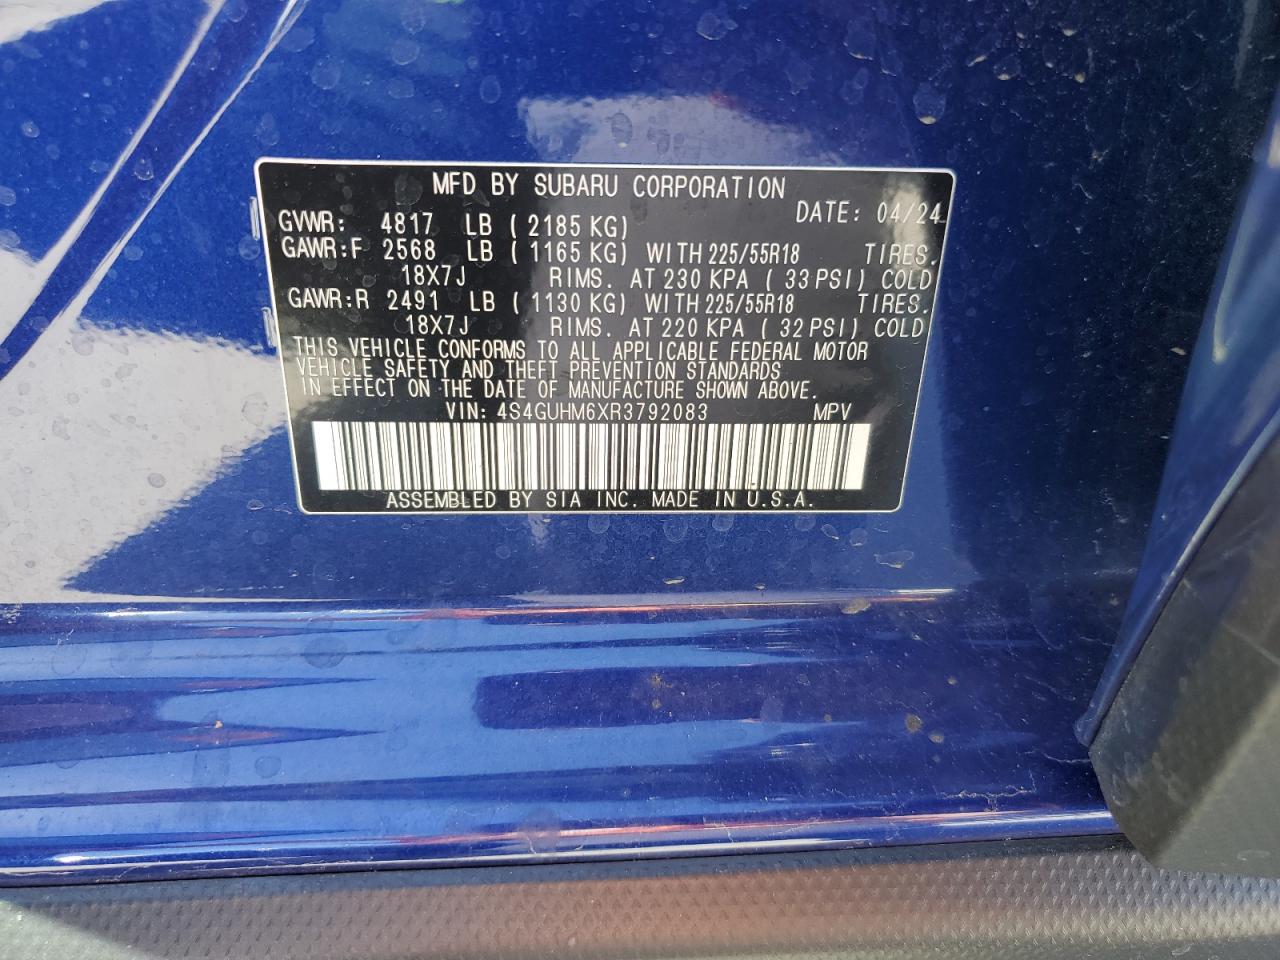 MFD BY SUBARU CORPORATION
DATE: 04/24
GVWR: 4817 LB ( 2185 KG)
GAWR:F 2568 LB ( 1165 KG) WITH 225/55R18 TIRES.
18X7J RIMS. AT 230 KPA ( 33 PSI) COLD
GAWR:R 2491 LB ( 1130 KG) WITH 225/55R18 TIRES.
18X7J RIMS. AT 220 KPA ( 32 PSI) COLD
THIS VEHICLE CONFORMS TO ALL APPLICABLE FEDERAL MOTOR
VEHICLE SAFETY AND THEFT PREVENTION STANDARDS
IN EFFECT ON THE DATE OF MANUFACTURE SHOWN ABOVE.
VIN: 4S4GUHM6XR3792083 MPV
ASSEMBLED BY SIA INC. MADE IN U.S.A.